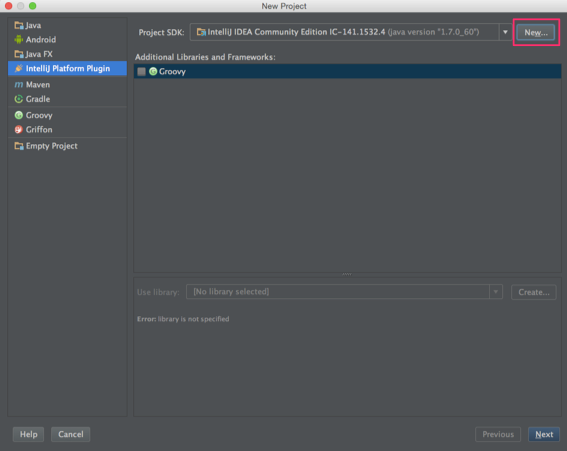 New Project
Java
Android
Java FX
IntelliJ Platform Plugin
Maven
Gradle
Groovy
Griffon
Empty Project
Project SDK: IntelliJ IDEA Community Edition IC-141.1532.4 (java version "1.7.0_60") New...
Additional Libraries and Frameworks:
Groovy
Use library: [No library selected] Create...
Error: library is not specified
Help Cancel Previous Next